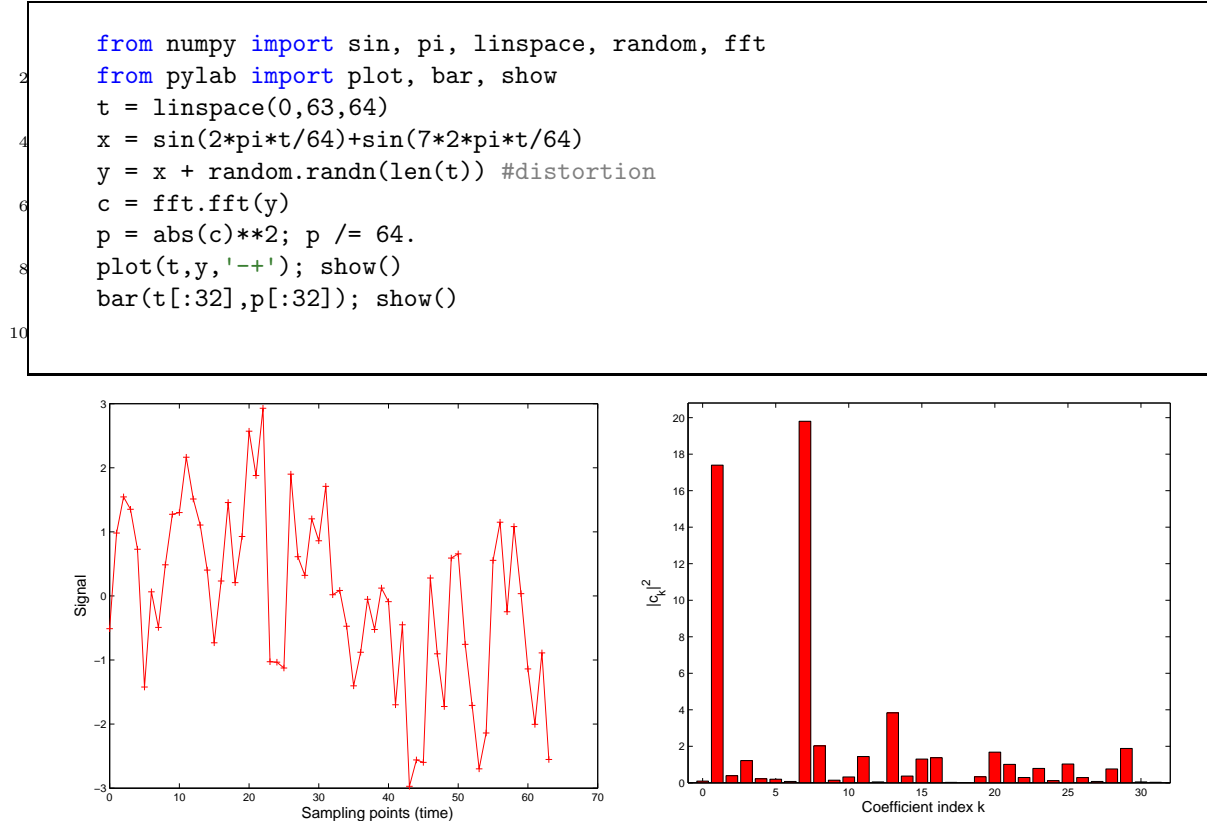 from numpy import sin, pi, linspace, random, fft
2 from pylab import plot, bar, show
t = linspace(0,63,64)
4 x = sin(2*pi*t/64)+sin(7*2*pi*t/64)
y = x + random.randn(len(t)) #distortion
6 c = fft.fft(y)
p = abs(c)**2; p /= 64.
8 plot(t,y,'-+'); show()
bar(t[:32],p[:32]); show()
10
3
2
1
0
−1
−2
−3
Signal
0 10 20 30 40 50 60 70
Sampling points (time)
20
18
16
14
12
10
8
6
4
2
0
|c_k|^2
0 5 10 15 20 25 30
Coefficient index k